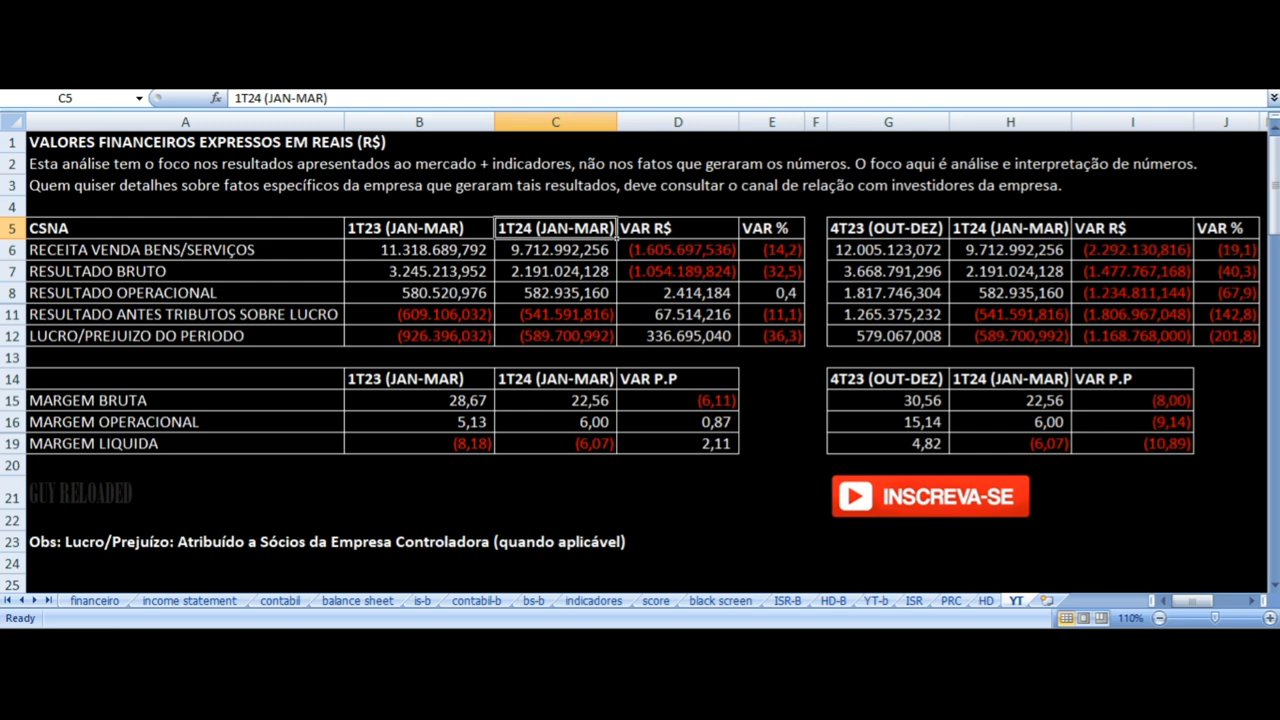 C5 fx 1T24 (JAN-MAR)
A B C D E F G H I J
1 VALORES FINANCEIROS EXPRESSOS EM REAIS (R$)
2 Esta análise tem o foco nos resultados apresentados ao mercado + indicadores, não nos fatos que geraram os números. O foco aqui é análise e interpretação de números.
3 Quem quiser detalhes sobre fatos específicos da empresa que geraram tais resultados, deve consultar o canal de relação com investidores da empresa.
4
5 CSNA 1T23 (JAN-MAR) 1T24 (JAN-MAR) VAR R$ VAR % 4T23 (OUT-DEZ) 1T24 (JAN-MAR) VAR R$ VAR %
6 RECEITA VENDA BENS/SERVIÇOS 11.318.689,792 9.712.992,256 (1.605.697,536) (14,2) 12.005.123,072 9.712.992,256 (2.292.130,816) (19,1)
7 RESULTADO BRUTO 3.245.213,952 2.191.024,128 (1.054.189,824) (32,5) 3.668.791,296 2.191.024,128 (1.477.767,168) (40,3)
8 RESULTADO OPERACIONAL 580.520,976 582.935,160 2.414,184 0,4 1.817.746,304 582.935,160 (1.234.811,144) (67,9)
11 RESULTADO ANTES TRIBUTOS SOBRE LUCRO (609.106,032) (541.591,816) 67.514,216 (11,1) 1.265.375,232 (541.591,816) (1.806.967,048) (142,8)
12 LUCRO/PREJUIZO DO PERIODO (926.396,032) (589.700,992) 336.695,040 (36,3) 579.067,008 (589.700,992) (1.168.768,000) (201,8)
13
14 1T23 (JAN-MAR) 1T24 (JAN-MAR) VAR P.P 4T23 (OUT-DEZ) 1T24 (JAN-MAR) VAR P.P
15 MARGEM BRUTA 28,67 22,56 (6,11) 30,56 22,56 (8,00)
16 MARGEM OPERACIONAL 5,13 6,00 0,87 15,14 6,00 (9,14)
19 MARGEM LIQUIDA (8,18) (6,07) 2,11 4,82 (6,07) (10,89)
20
21 GUY RELOADED INSCREVA-SE
22
23 Obs: Lucro/Prejuízo: Atribuído a Sócios da Empresa Controladora (quando aplicável)
24
25
financeiro income statement contabil balance sheet is-b contabil-b bs-b indicadores score black screen ISR-B HD-B YT-b ISR PRC HD YT
Ready 110%